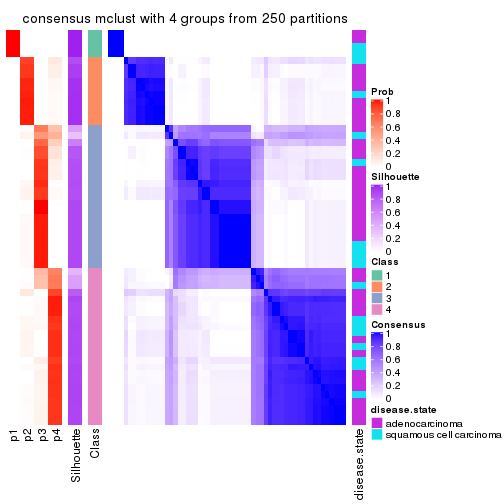 consensus mclust with 4 groups from 250 partitions
Prob
1
0.8
0.6
0.4
0.2
0
Silhouette
1
0.8
0.6
0.4
0.2
0
Class
1
2
3
4
Consensus
1
0.8
0.6
0.4
0.2
0
disease.state
adenocarcinoma
squamous cell carcinoma
p1
p2
p3
p4
Silhouette
Class
disease.state